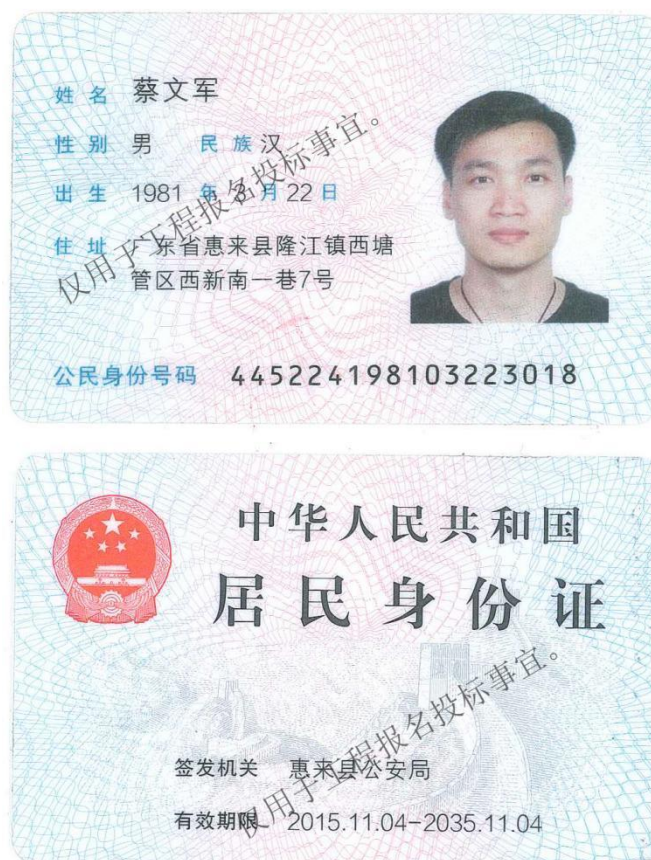 姓名 蔡文军
性别 男 民族 汉
出生 1981 年 3 月 22 日
住址 广东省惠来县隆江镇西塘
管区西新南一巷7号
公民身份号码 445224198103223018
仅用于工程报名投标事宜。
中华人民共和国
居民身份证
签发机关 惠来县公安局
有效期限 2015.11.04-2035.11.04
仅用于工程报名投标事宜。